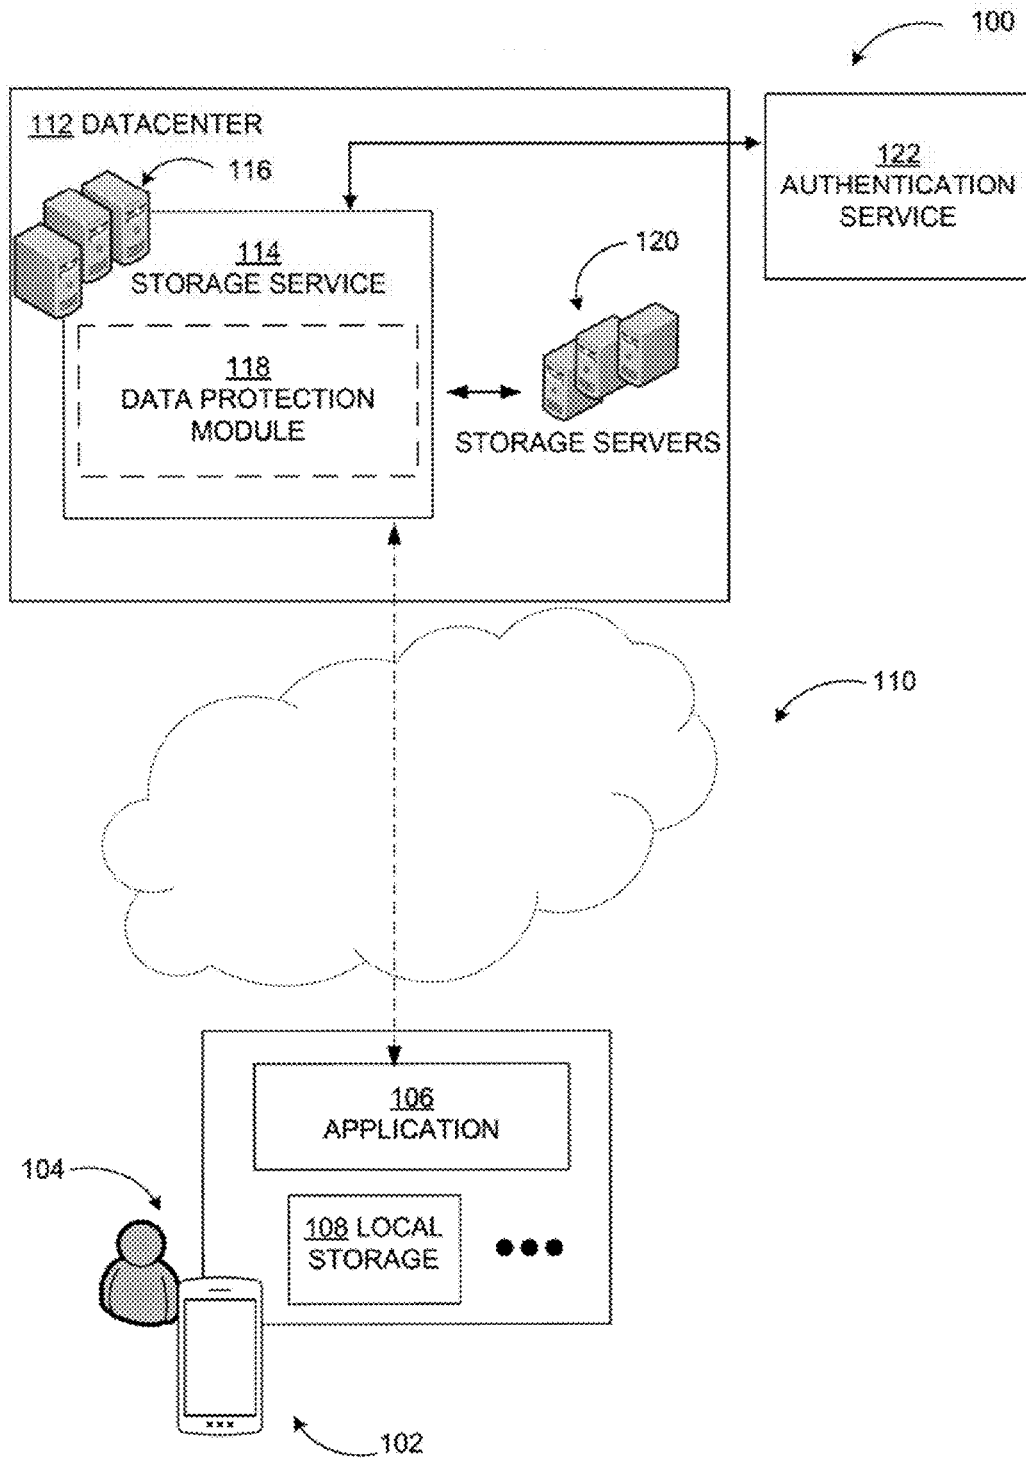 100
112 DATACENTER
116
122
AUTHENTICATION
SERVICE
114
STORAGE SERVICE
120
118
DATA PROTECTION
MODULE
STORAGE SERVERS
110
106
APPLICATION
104
108 LOCAL
STORAGE
102